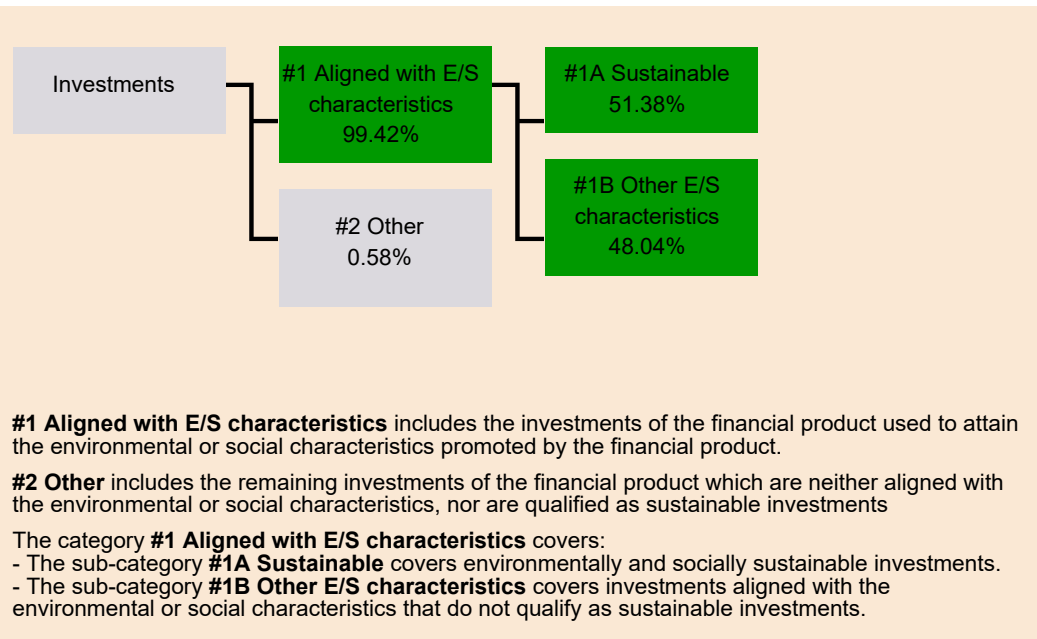 Investments
#1 Aligned with E/S
characteristics
99.42%
#1A Sustainable
51.38%
#1B Other E/S
characteristics
48.04%
#2 Other
0.58%
#1 Aligned with E/S characteristics includes the investments of the financial product used to attain
the environmental or social characteristics promoted by the financial product.
#2 Other includes the remaining investments of the financial product which are neither aligned with
the environmental or social characteristics, nor are qualified as sustainable investments
The category #1 Aligned with E/S characteristics covers:
- The sub-category #1A Sustainable covers environmentally and socially sustainable investments.
- The sub-category #1B Other E/S characteristics covers investments aligned with the
environmental or social characteristics that do not qualify as sustainable investments.